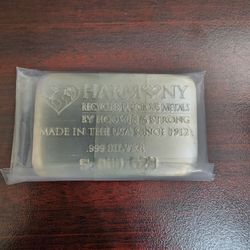 HARMONY
RECYCLED PRECIOUS METALS
BY HOOVER & STRONG
MADE IN THE USA SINCE 1912
.999 SILVER